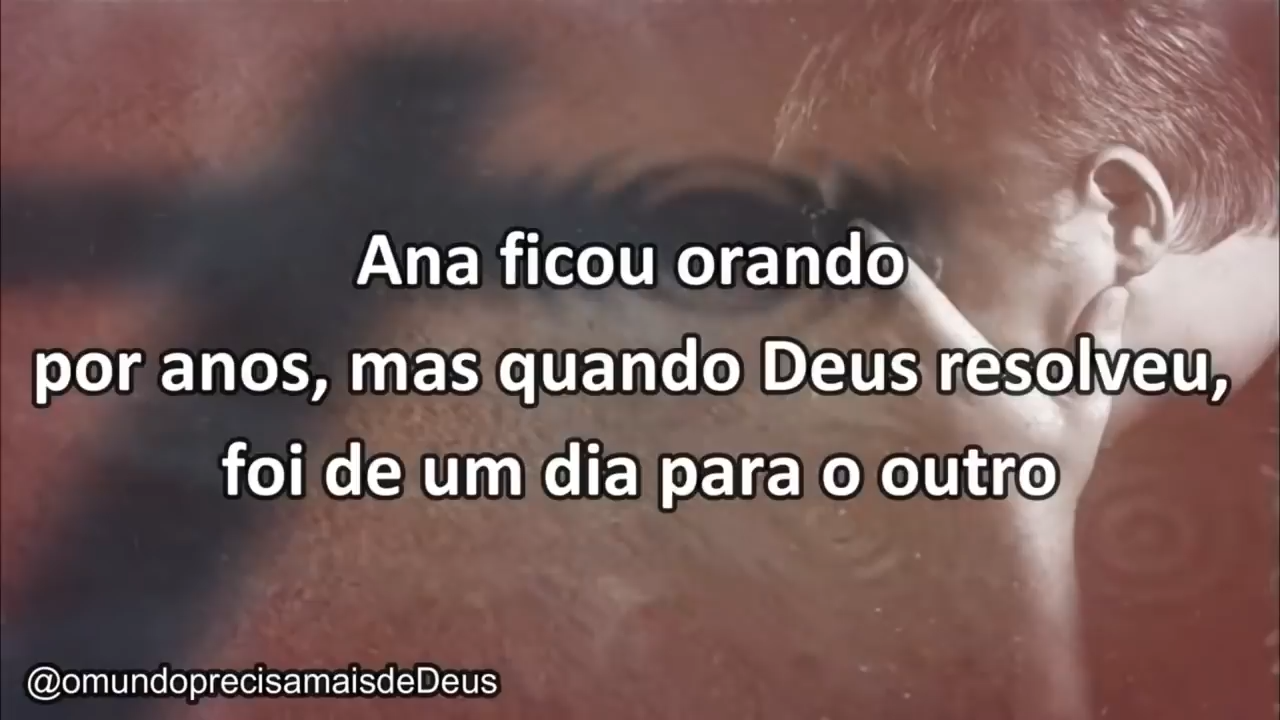 Ana ficou orando
por anos, mas quando Deus resolveu,
foi de um dia para o outro
@omundoprecisamaisdeDeus